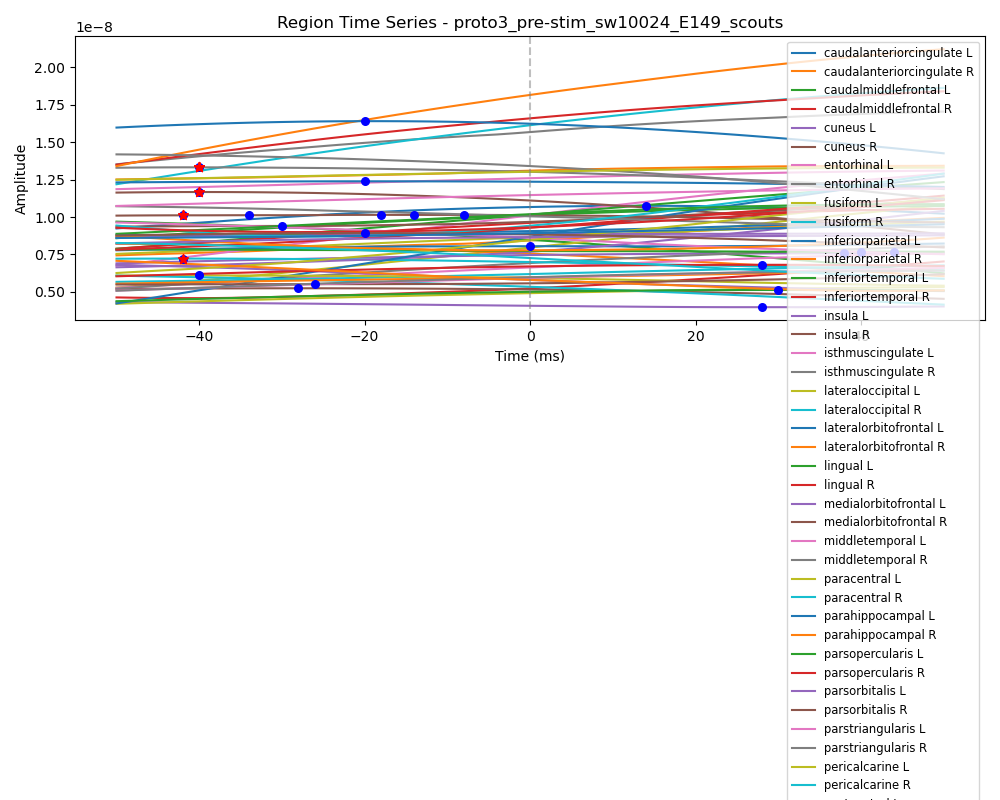 Region Time Series - proto3_pre-stim_sw10024_E149_scouts
1e−8
2.00
1.75
1.50
1.25
1.00
0.75
0.50
Amplitude
−40
−20
0
20
Time (ms)
caudalanteriorcingulate L
caudalanteriorcingulate R
caudalmiddlefrontal L
caudalmiddlefrontal R
cuneus L
cuneus R
entorhinal L
entorhinal R
fusiform L
fusiform R
inferiorparietal L
inferiorparietal R
inferiortemporal L
inferiortemporal R
insula L
insula R
isthmuscingulate L
isthmuscingulate R
lateraloccipital L
lateraloccipital R
lateralorbitofrontal L
lateralorbitofrontal R
lingual L
lingual R
medialorbitofrontal L
medialorbitofrontal R
middletemporal L
middletemporal R
paracentral L
paracentral R
parahippocampal L
parahippocampal R
parsopercularis L
parsopercularis R
parsorbitalis L
parsorbitalis R
parstriangularis L
parstriangularis R
pericalcarine L
pericalcarine R